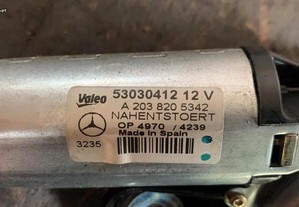 Valeo 53030412 12 V
A 203 820 5342
NAHENTSTOERT
OP 4970 / 4239
3235 Made in Spain